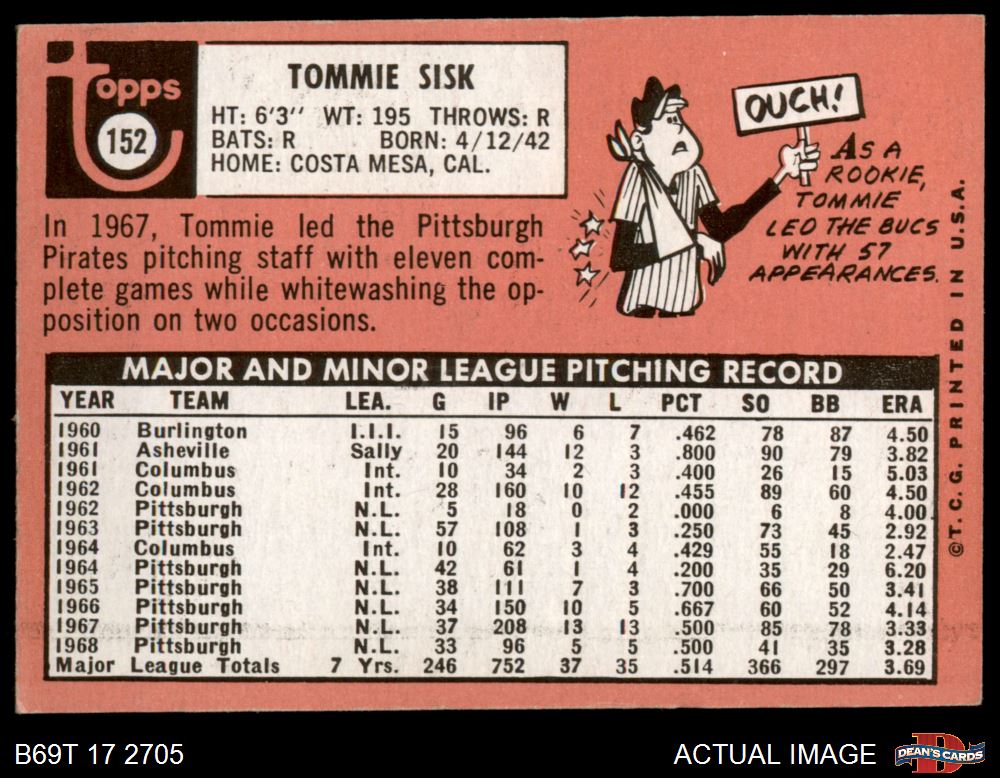 topps
152
TOMMIE SISK
HT: 6'3" WT: 195 THROWS: R
BATS: R BORN: 4/12/42
HOME: COSTA MESA, CAL.
In 1967, Tommie led the Pittsburgh
Pirates pitching staff with eleven com-
plete games while whitewashing the op-
position on two occasions.
OUCH!
AS A
ROOKIE,
TOMMIE
LED THE BUCS
WITH 57
APPEARANCES.
©T.C.G. PRINTED IN U.S.A.
MAJOR AND MINOR LEAGUE PITCHING RECORD
YEAR TEAM LEA. G IP W L PCT SO BB ERA
1960 Burlington I.I.I. 15 96 6 7 .462 78 87 4.50
1961 Asheville Sally 20 144 12 3 .800 90 79 3.82
1961 Columbus Int. 10 34 2 3 .400 26 15 5.03
1962 Columbus Int. 28 160 10 12 .455 89 60 4.50
1962 Pittsburgh N.L. 5 18 0 2 .000 6 8 4.00
1963 Pittsburgh N.L. 57 108 1 3 .250 73 45 2.92
1964 Columbus Int. 10 62 3 4 .429 55 18 2.47
1964 Pittsburgh N.L. 42 61 1 4 .200 35 29 6.20
1965 Pittsburgh N.L. 38 111 7 3 .700 66 50 3.41
1966 Pittsburgh N.L. 34 150 10 5 .667 60 52 4.14
1967 Pittsburgh N.L. 37 208 13 13 .500 85 78 3.33
1968 Pittsburgh N.L. 33 96 5 5 .500 41 35 3.28
Major League Totals 7 Yrs. 246 752 37 35 .514 366 297 3.69
B69T 17 2705
ACTUAL IMAGE
DEAN'S CARDS